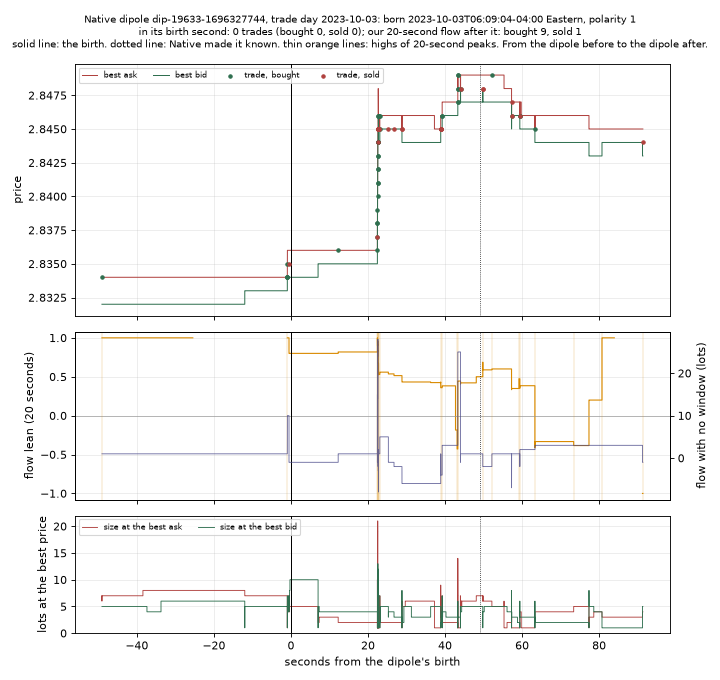 Native dipole dip-19633-1696327744, trade day 2023-10-03: born 2023-10-03T06:09:04-04:00 Eastern, polarity 1
in its birth second: 0 trades (bought 0, sold 0); our 20-second flow after it: bought 9, sold 1
solid line: the birth. dotted line: Native made it known. thin orange lines: highs of 20-second peaks. From the dipole before to the dipole after.
best ask
best bid
trade, bought
trade, sold
2.8475
2.8450
2.8425
2.8400
2.8375
2.8350
2.8325
price
1.0
0.5
0.0
−0.5
−1.0
flow lean (20 seconds)
20
10
0
flow with no window (lots)
size at the best ask
size at the best bid
20
15
10
5
0
lots at the best price
−40
−20
0
20
40
60
80
seconds from the dipole's birth